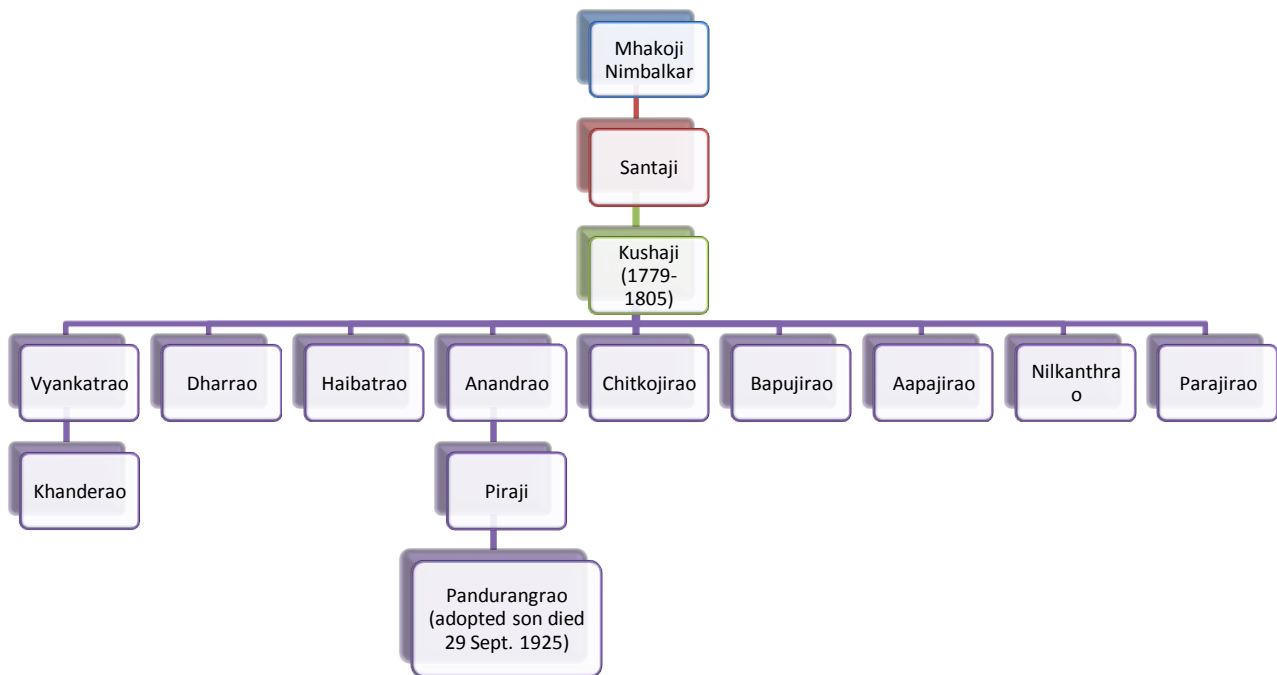 Mhakoji
Nimbalkar
Santaji
Kushaji
(1779-
1805)
Vyankatrao
Dharrao
Haibatrao
Anandrao
Chitkojirao
Bapujirao
Aapajirao
Nilkanthra
o
Parajirao
Khanderao
Piraji
Pandurangrao
(adopted son died
29 Sept. 1925)